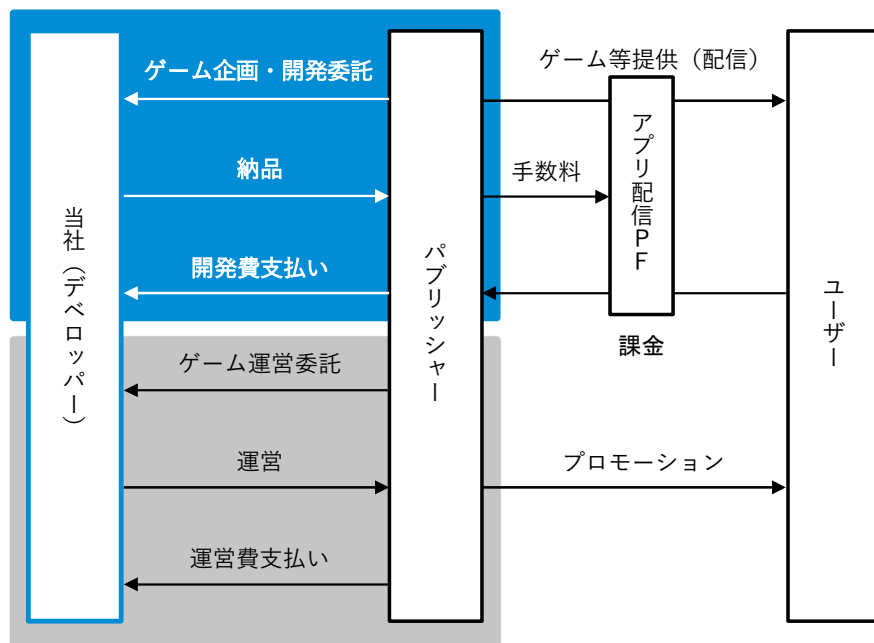 ゲーム企画・開発委託
ゲーム等提供（配信）
納品
手数料
開発費支払い
課金
ゲーム運営委託
運営
プロモーション
運営費支払い
当社（デベロッパー）
パブリッシャー
アプリ配信ＰＦ
ユーザー